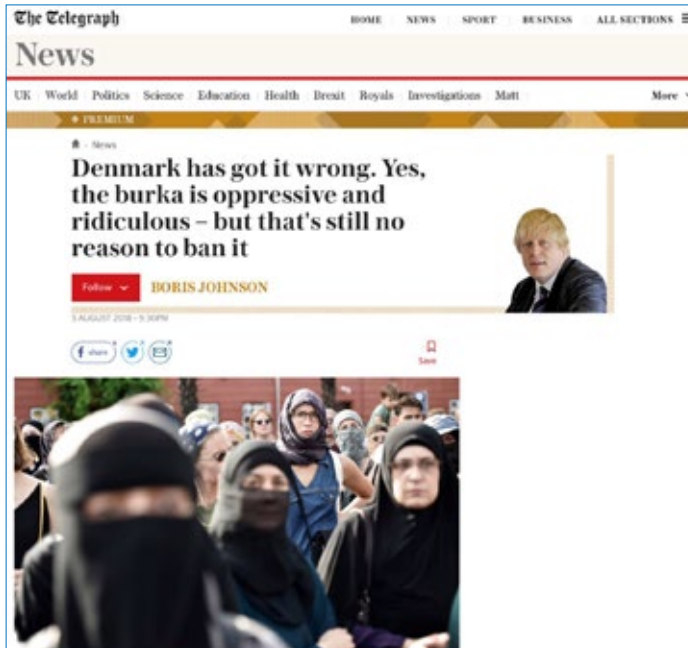 The Telegraph
HOME NEWS SPORT BUSINESS ALL SECTIONS
News
UK World Politics Science Education Health Brexit Royals Investigations Matt More
PREMIUM
News
Denmark has got it wrong. Yes,
the burka is oppressive and
ridiculous – but that's still no
reason to ban it
Follow BORIS JOHNSON
5 AUGUST 2018 • 9:30PM
share
Save